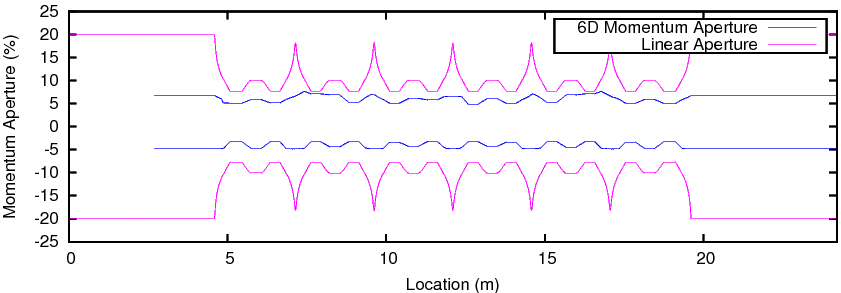 25
20
15
10
5
0
-5
-10
-15
-20
-25
Momentum Aperture (%)
6D Momentum Aperture
Linear Aperture
0 5 10 15 20
Location (m)